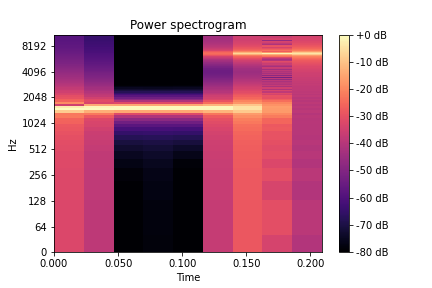 Power spectrogram
Hz
8192
4096
2048
1024
512
256
128
64
0
0.000 0.050 0.100 0.150 0.200
Time
+0 dB
-10 dB
-20 dB
-30 dB
-40 dB
-50 dB
-60 dB
-70 dB
-80 dB